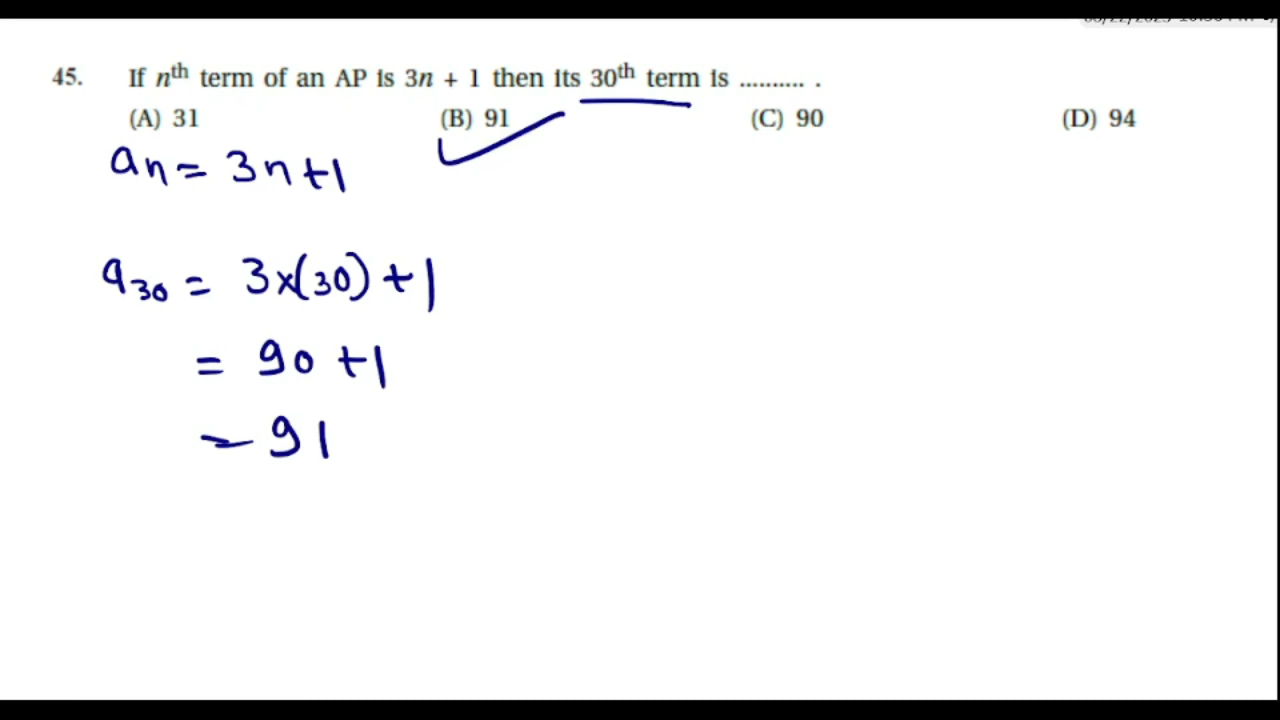 45. If nth term of an AP is 3n + 1 then its 30th term is .......... .
(A) 31 (B) 91 (C) 90 (D) 94
an = 3n+1
a30 = 3x(30) + 1
= 90 + 1
= 91